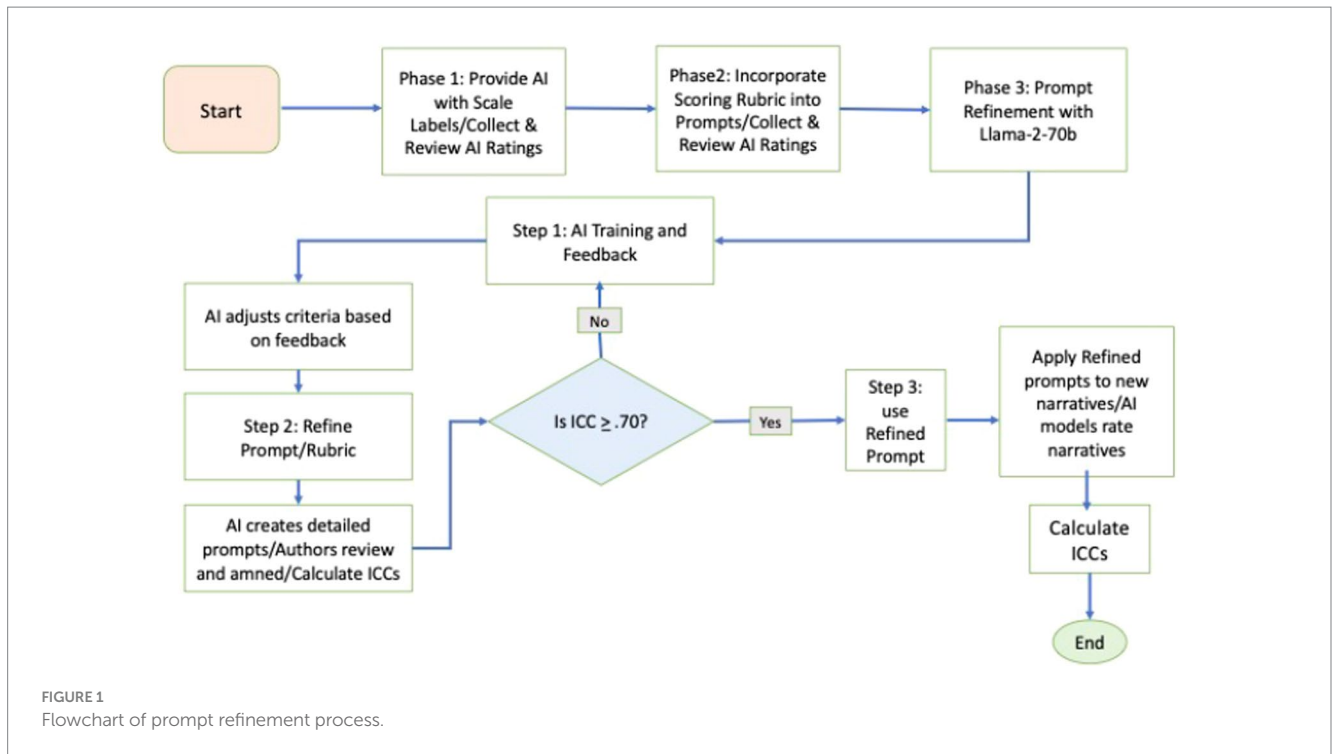 Start
Phase 1: Provide AI
with Scale
Labels/Collect &
Review AI Ratings
Phase2: Incorporate
Scoring Rubric into
Prompts/Collect &
Review AI Ratings
Phase 3: Prompt
Refinement with
Llama-2-70b
Step 1: AI Training and
Feedback
AI adjusts criteria based
on feedback
Step 2: Refine
Prompt/Rubric
AI creates detailed
prompts/Authors review
and amned/Calculate ICCs
Is ICC ≥ .70?
No
Yes
Step 3:
use
Refined
Prompt
Apply Refined
prompts to new
narratives/AI
models rate
narratives
Calculate
ICCs
End
FIGURE 1
Flowchart of prompt refinement process.